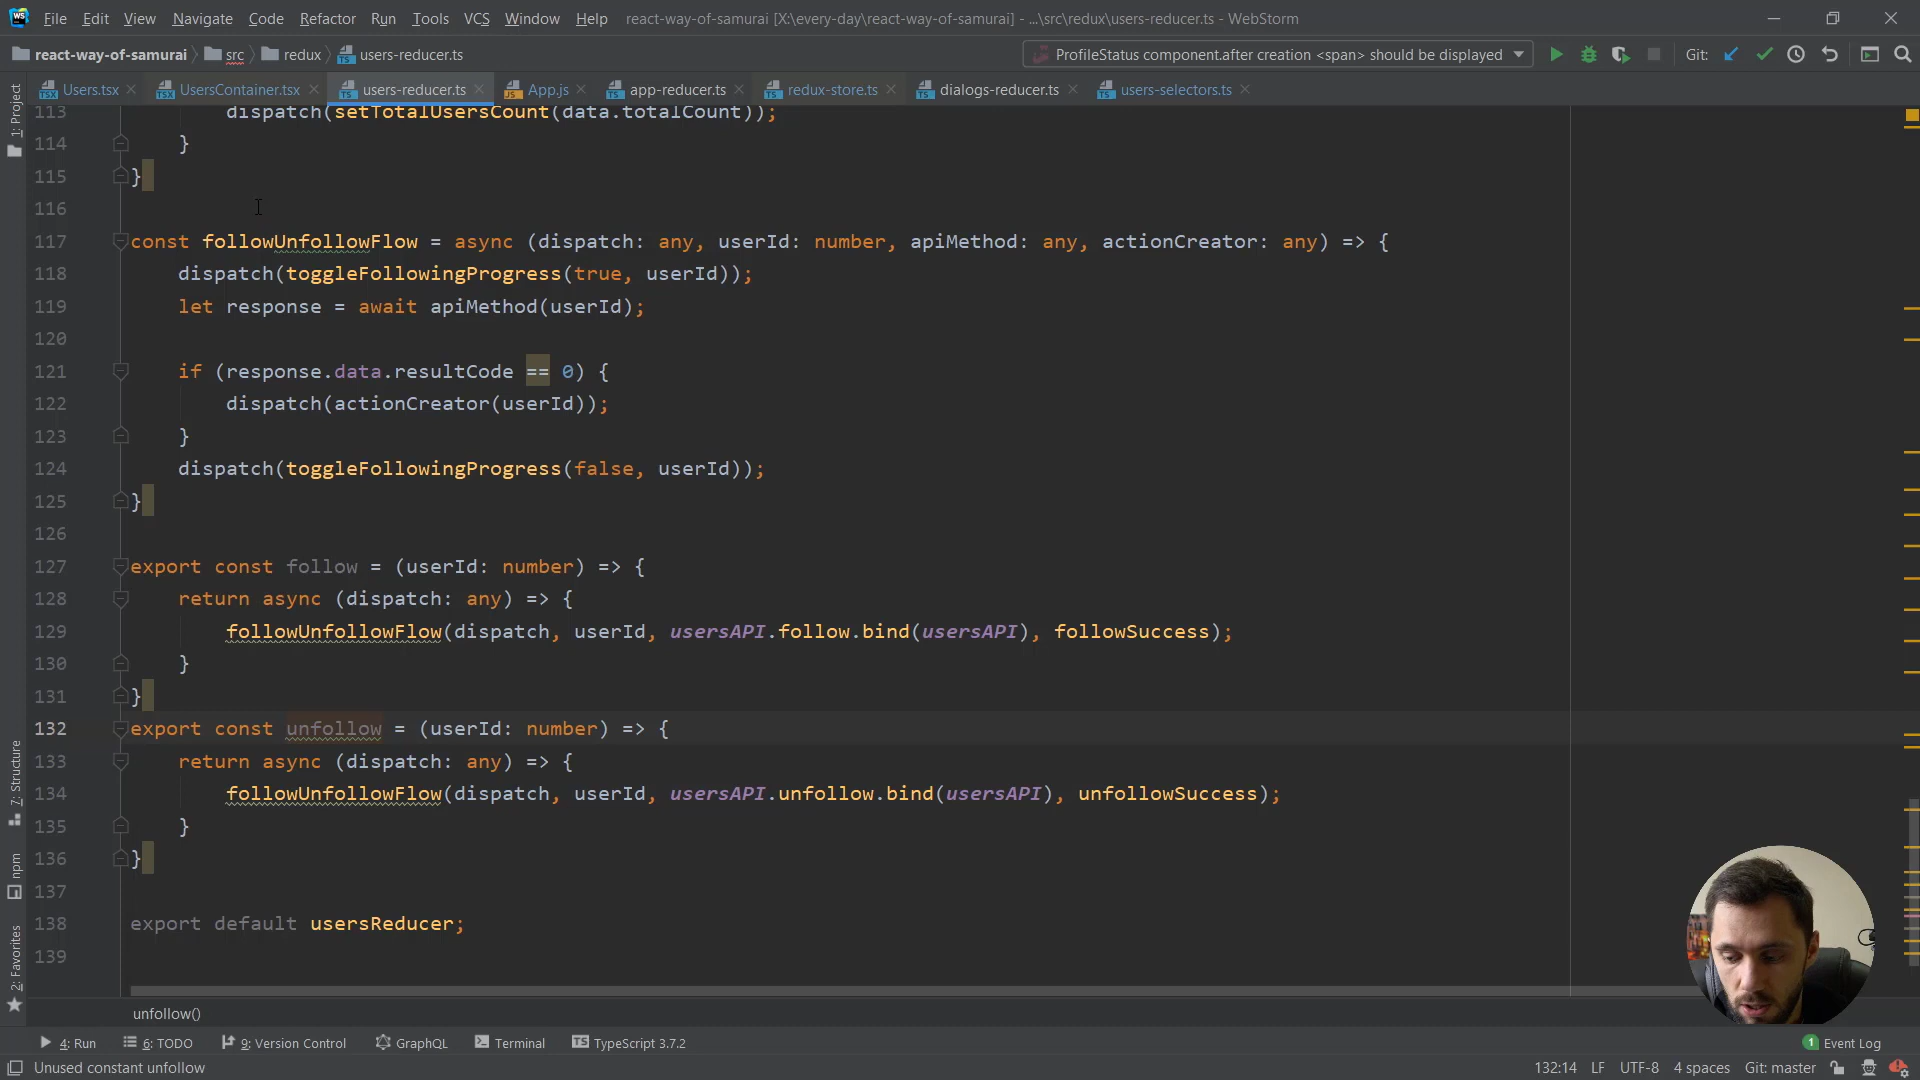 File Edit View Navigate Code Refactor Run Tools VCS Window Help react-way-of-samurai [X:\every-day\react-way-of-samurai] - ...\src\redux\users-reducer.ts - WebStorm
react-way-of-samurai src redux users-reducer.ts ProfileStatus component.after creation <span> should be displayed Git:
Users.tsx UsersContainer.tsx users-reducer.ts App.js app-reducer.ts redux-store.ts dialogs-reducer.ts users-selectors.ts
1: Project
7: Structure
npm
2: Favorites
113 dispatch(setTotalUsersCount(data.totalCount));
114 }
115 }
116
117 const followUnfollowFlow = async (dispatch: any, userId: number, apiMethod: any, actionCreator: any) => {
118 dispatch(toggleFollowingProgress(true, userId));
119 let response = await apiMethod(userId);
120
121 if (response.data.resultCode == 0) {
122 dispatch(actionCreator(userId));
123 }
124 dispatch(toggleFollowingProgress(false, userId));
125 }
126
127 export const follow = (userId: number) => {
128 return async (dispatch: any) => {
129 followUnfollowFlow(dispatch, userId, usersAPI.follow.bind(usersAPI), followSuccess);
130 }
131 }
132 export const unfollow = (userId: number) => {
133 return async (dispatch: any) => {
134 followUnfollowFlow(dispatch, userId, usersAPI.unfollow.bind(usersAPI), unfollowSuccess);
135 }
136 }
137
138 export default usersReducer;
139
unfollow()
4: Run 6: TODO 9: Version Control GraphQL Terminal TS TypeScript 3.7.2 1 Event Log
Unused constant unfollow 132:14 LF UTF-8 4 spaces Git: master